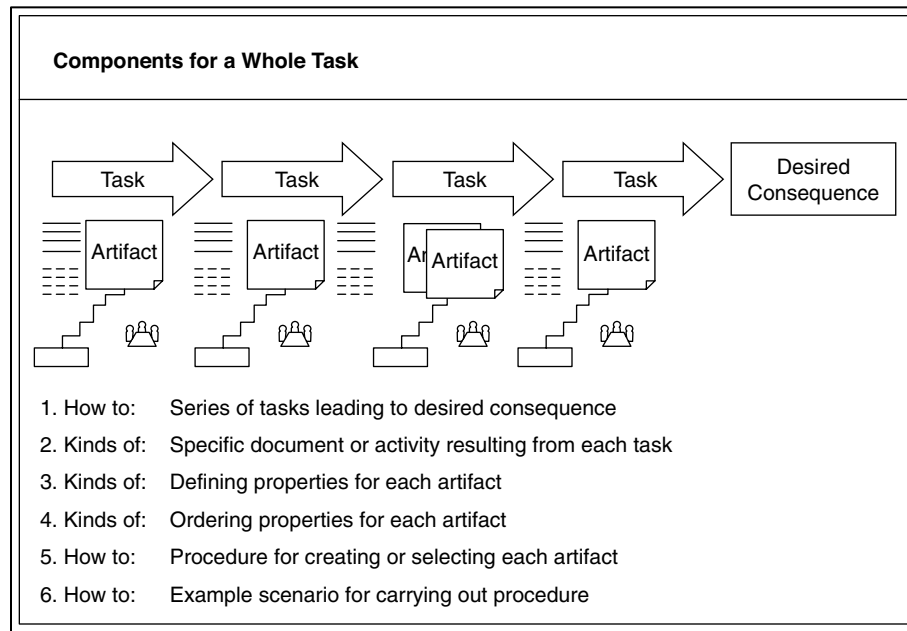 Components for a Whole Task
Task Task Task Task Desired
Consequence
Artifact Artifact Ar Artifact Artifact
1. How to: Series of tasks leading to desired consequence
2. Kinds of: Specific document or activity resulting from each task
3. Kinds of: Defining properties for each artifact
4. Kinds of: Ordering properties for each artifact
5. How to: Procedure for creating or selecting each artifact
6. How to: Example scenario for carrying out procedure